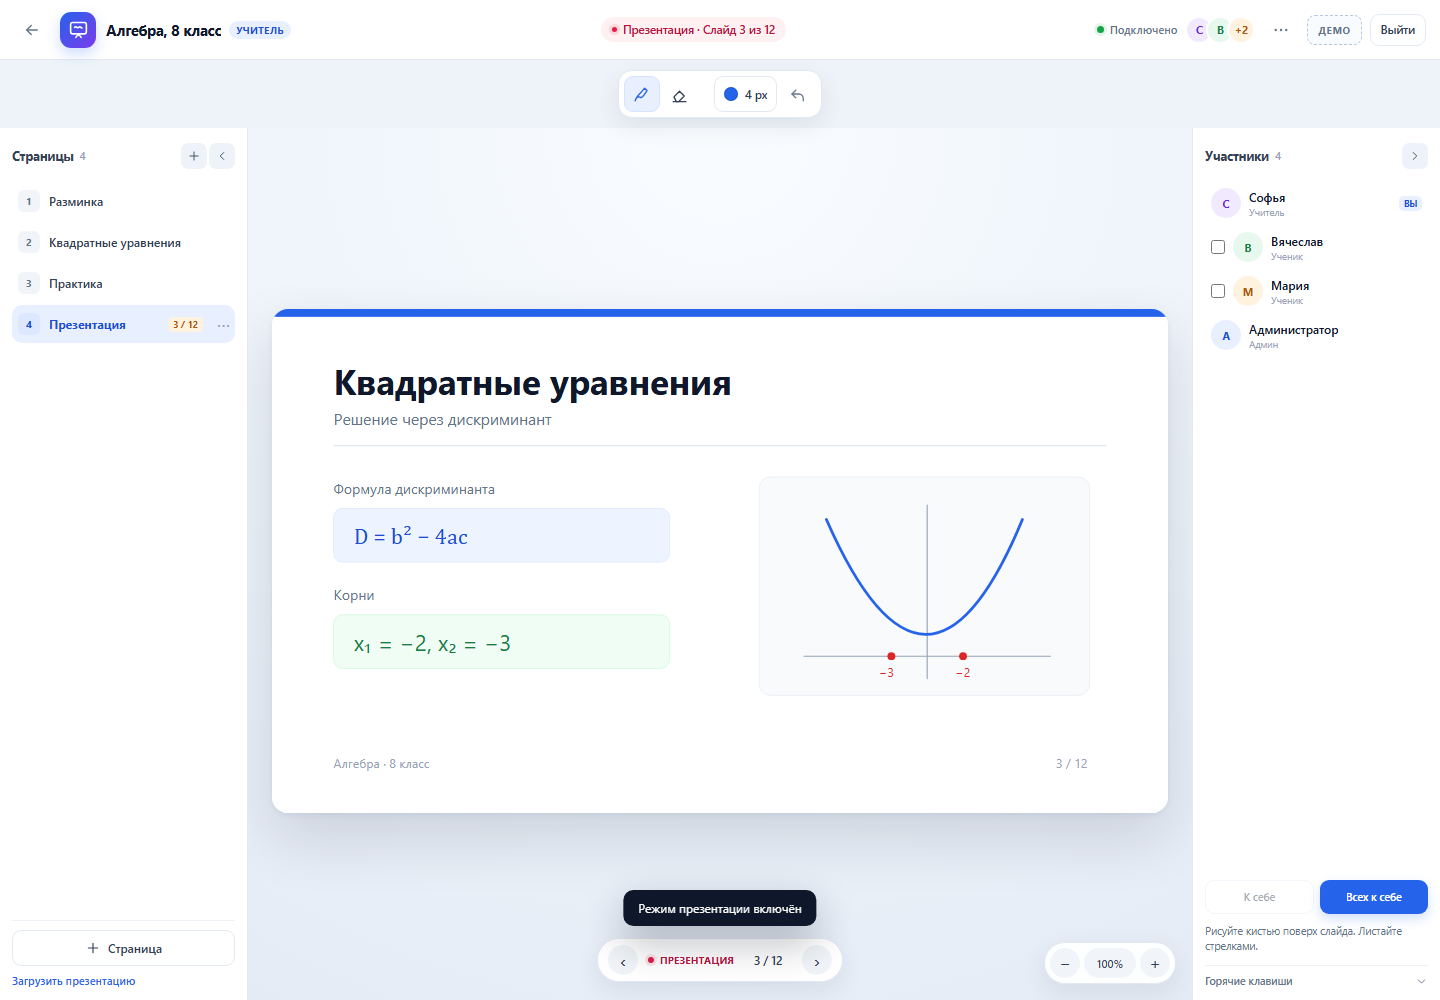 Алгебра, 8 класс УЧИТЕЛЬ
Презентация · Слайд 3 из 12
Подключено С В +2 ··· ДЕМО Выйти
4 px
Страницы 4
1 Разминка
2 Квадратные уравнения
3 Практика
4 Презентация 3 / 12 ···
+ Страница
Загрузить презентацию
Квадратные уравнения
Решение через дискриминант
Формула дискриминанта
D = b² − 4ac
Корни
x₁ = −2, x₂ = −3
−3 −2
Алгебра · 8 класс 3 / 12
Режим презентации включён
‹ ПРЕЗЕНТАЦИЯ 3 / 12 ›
− 100% +
Участники 4
С Софья ВЫ
Учитель
В Вячеслав
Ученик
М Мария
Ученик
А Администратор
Админ
К себе Всех к себе
Рисуйте кистью поверх слайда. Листайте
стрелками.
Горячие клавиши